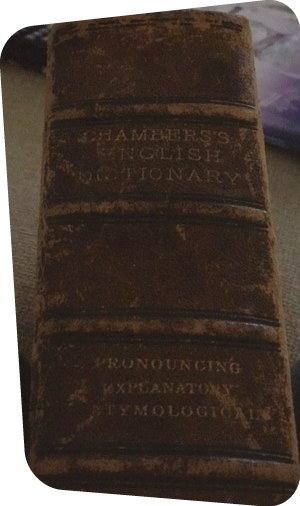 CHAMBERS'S
ENGLISH
DICTIONARY
PRONOUNCING
EXPLANATORY
ETYMOLOGICAL